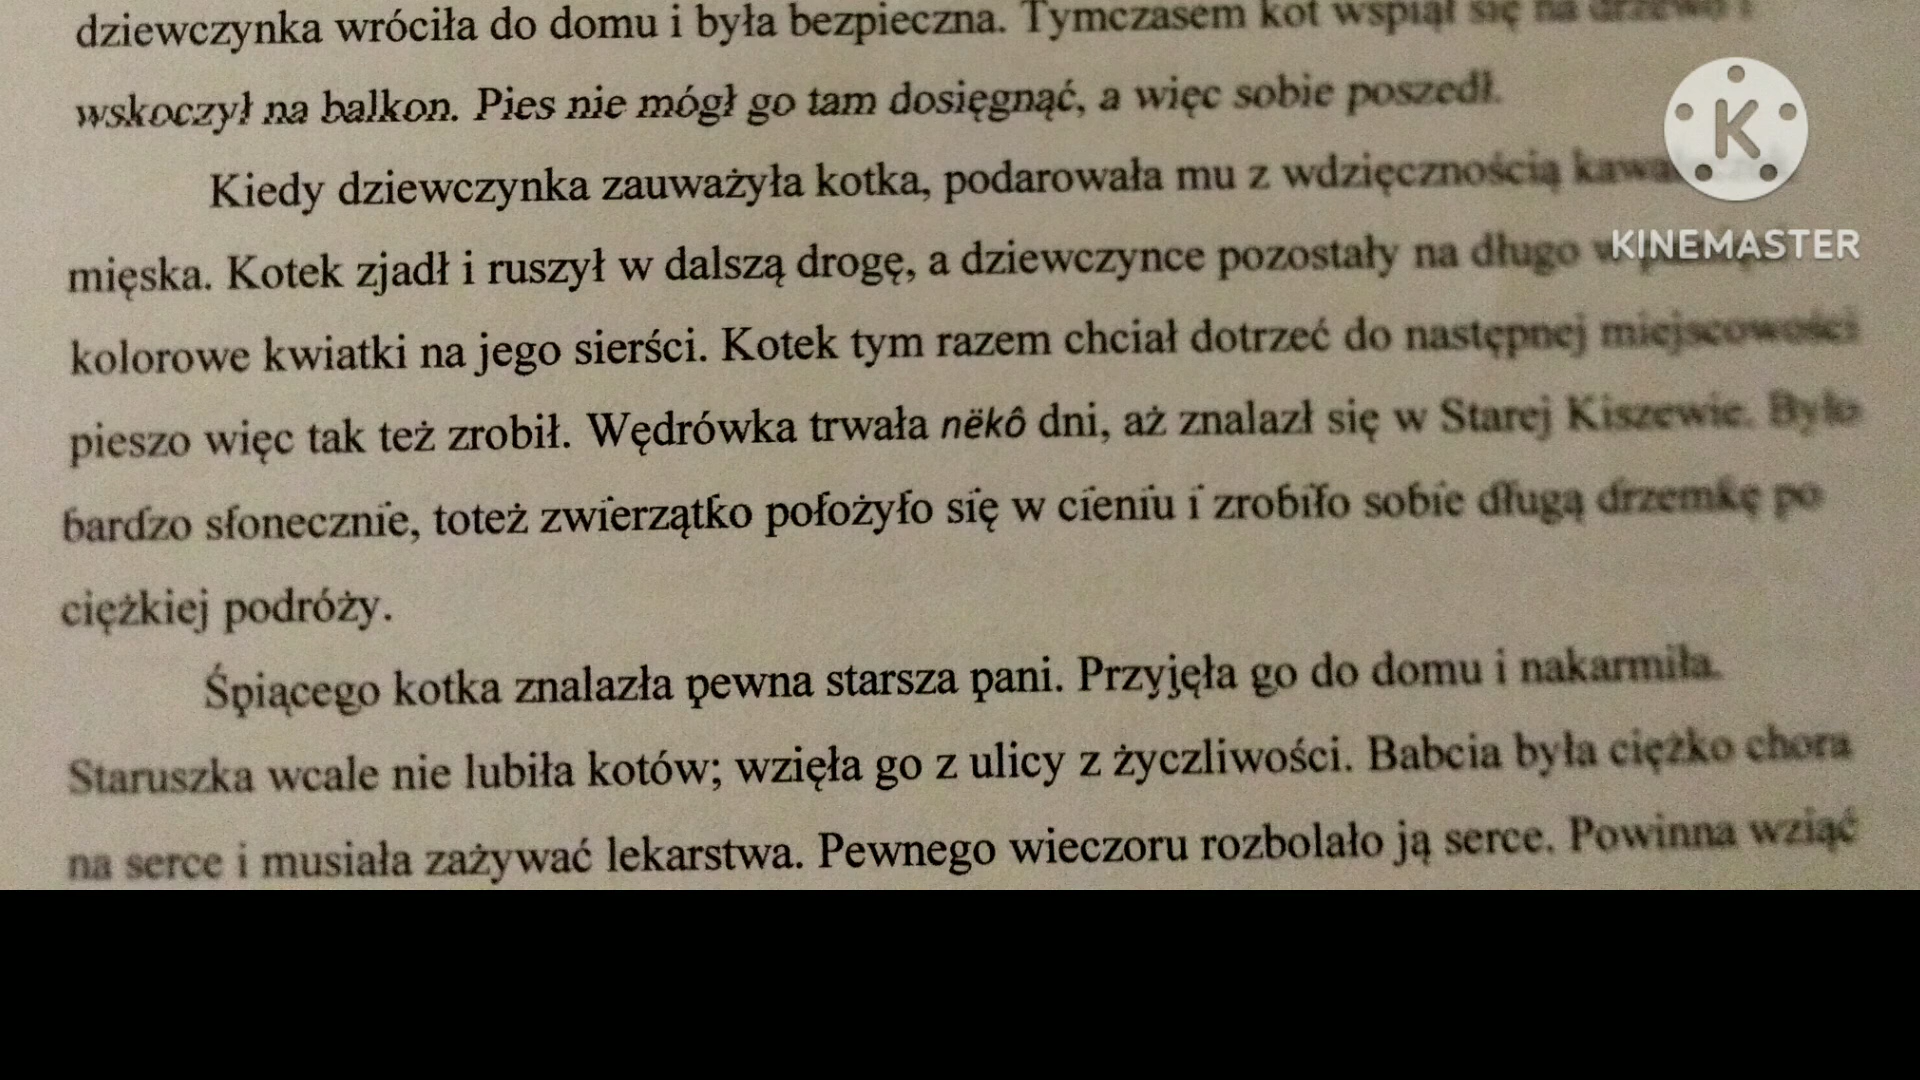 dziewczynka wróciła do domu i była bezpieczna. Tymczasem kot wspiął się na drzewo i
wskoczył na balkon. Pies nie mógł go tam dosięgnąć, a więc sobie poszedł.
Kiedy dziewczynka zauważyła kotka, podarowała mu z wdzięcznością
mięska. Kotek zjadł i ruszył w dalszą drogę, a dziewczynce pozostały na długo w
kolorowe kwiatki na jego sierści. Kotek tym razem chciał dotrzeć do następnej miejscowości
pieszo więc tak też zrobił. Wędrówka trwała nëkô dni, aż znalazł się w Starej Kiszewie. Było
bardzo słonecznie, toteż zwierzątko położyło się w cieniu i zrobiło sobie długą drzemkę po
ciężkiej podróży.
Śpiącego kotka znalazła pewna starsza pani. Przyjęła go do domu i nakarmiła.
Staruszka wcale nie lubiła kotów; wzięła go z ulicy z życzliwości. Babcia była ciężko chora
na serce i musiała zażywać lekarstwa. Pewnego wieczoru rozbolało ją serce. Powinna wziąć
K
KINEMASTER